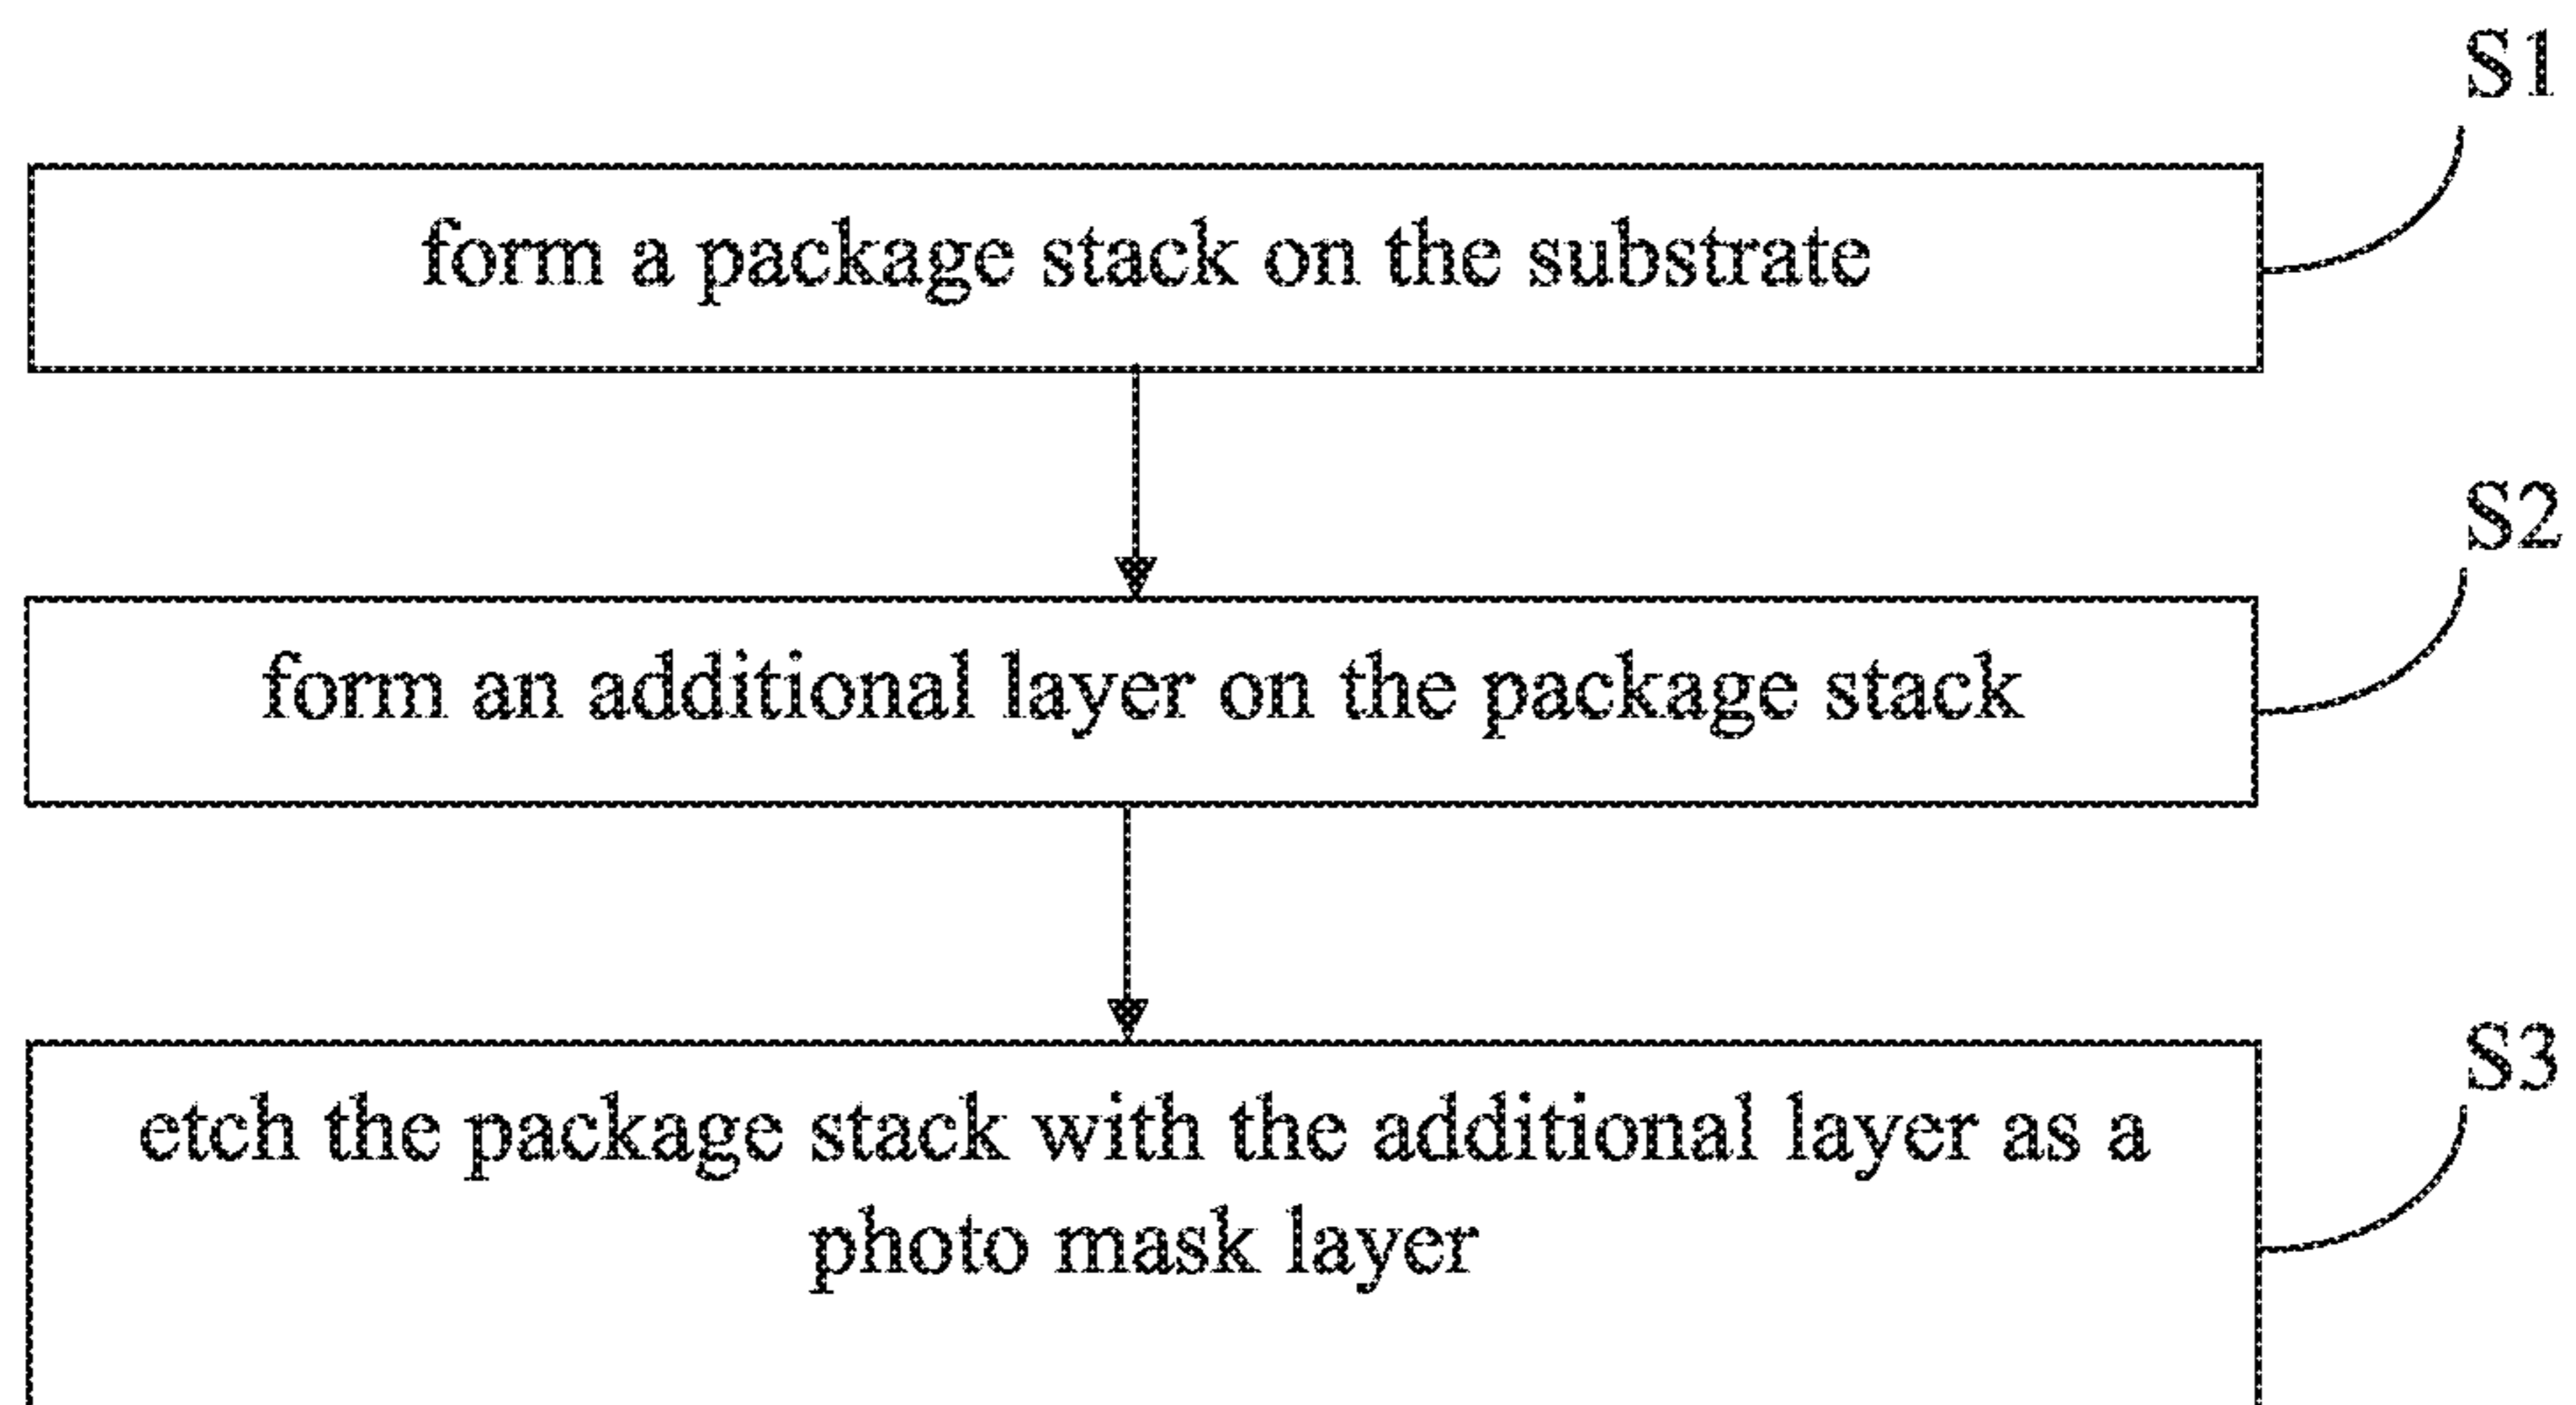 S1
form a package stack on the substrate
S2
form an additional layer on the package stack
S3
etch the package stack with the additional layer as a
photo mask layer